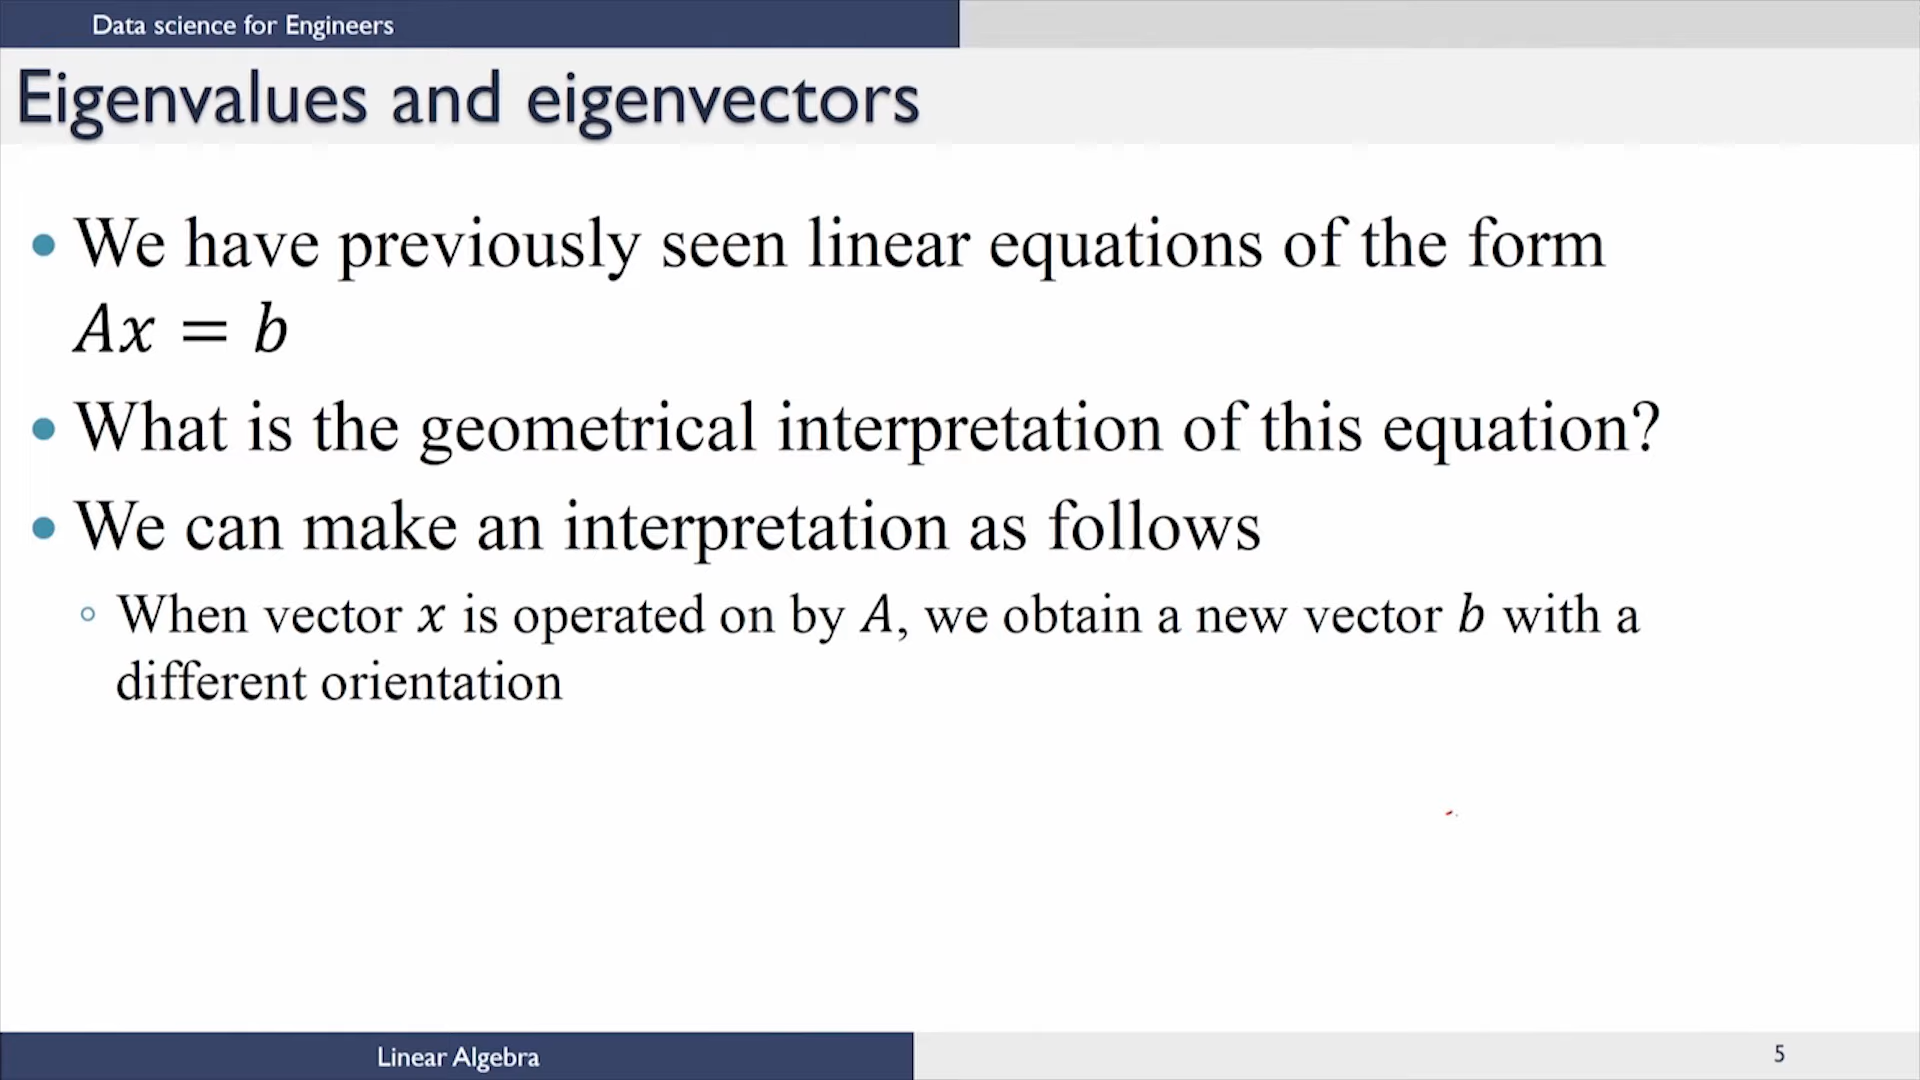 Data science for Engineers
Eigenvalues and eigenvectors
• We have previously seen linear equations of the form
𝐴𝑥 = 𝑏
• What is the geometrical interpretation of this equation?
• We can make an interpretation as follows
◦ When vector 𝑥 is operated on by 𝐴, we obtain a new vector 𝑏 with a
different orientation
Linear Algebra
5